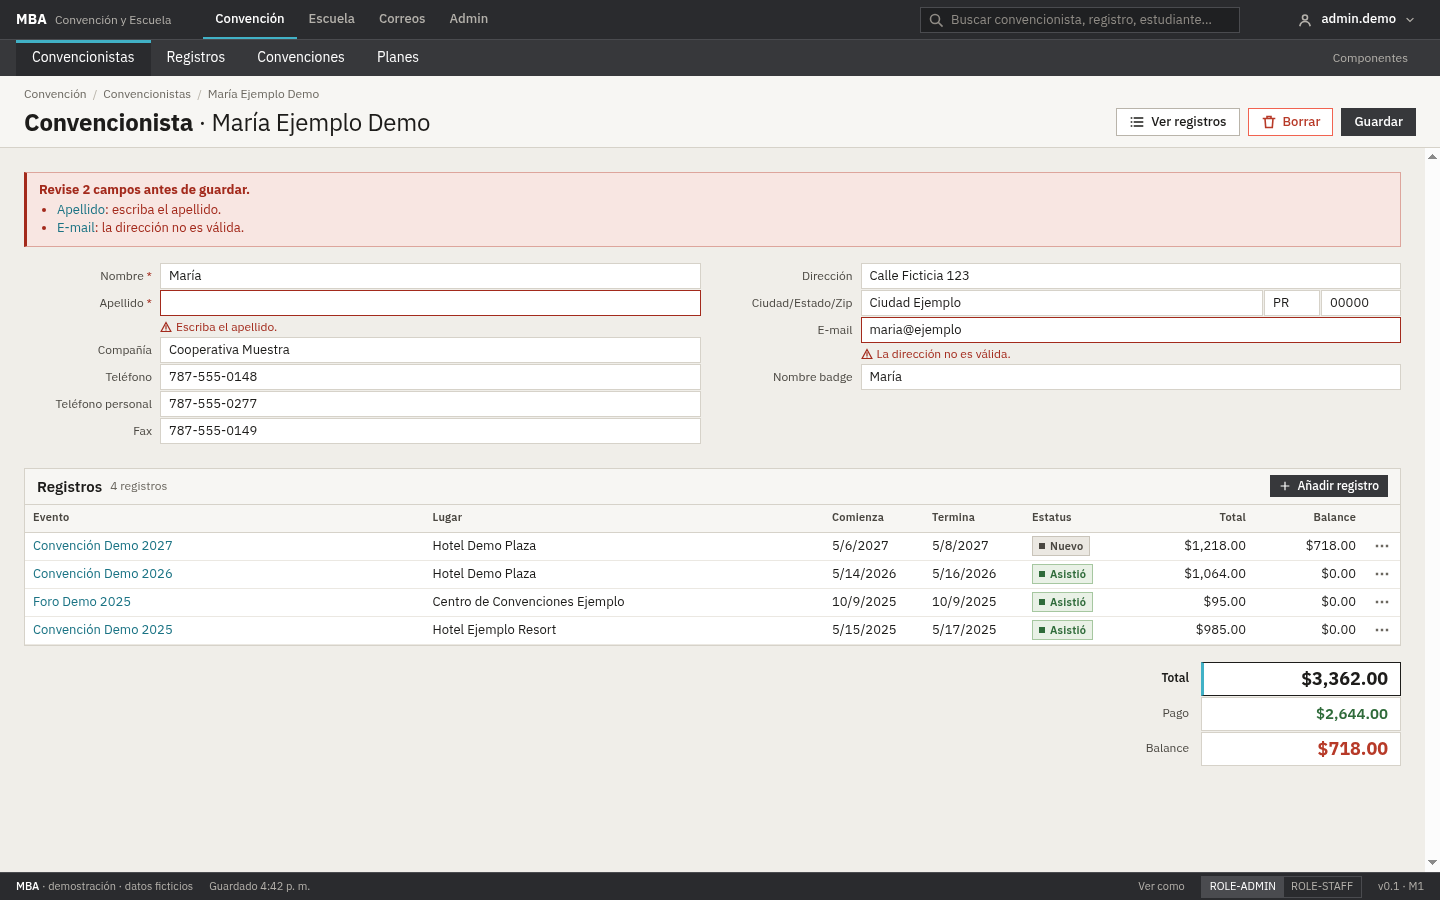 MBA Convención y Escuela Convención Escuela Correos Admin Buscar convencionista, registro, estudiante... admin.demo
Convencionistas Registros Convenciones Planes Componentes
Convención / Convencionistas / María Ejemplo Demo
Convencionista · María Ejemplo Demo Ver registros Borrar Guardar
Revise 2 campos antes de guardar.
• Apellido: escriba el apellido.
• E-mail: la dirección no es válida.
Nombre * María Dirección Calle Ficticia 123
Apellido * Ciudad/Estado/Zip Ciudad Ejemplo PR 00000
Escriba el apellido. E-mail maria@ejemplo
Compañía Cooperativa Muestra La dirección no es válida.
Teléfono 787-555-0148 Nombre badge María
Teléfono personal 787-555-0277
Fax 787-555-0149
Registros 4 registros + Añadir registro
Evento Lugar Comienza Termina Estatus Total Balance
Convención Demo 2027 Hotel Demo Plaza 5/6/2027 5/8/2027 Nuevo $1,218.00 $718.00 ···
Convención Demo 2026 Hotel Demo Plaza 5/14/2026 5/16/2026 Asistió $1,064.00 $0.00 ···
Foro Demo 2025 Centro de Convenciones Ejemplo 10/9/2025 10/9/2025 Asistió $95.00 $0.00 ···
Convención Demo 2025 Hotel Ejemplo Resort 5/15/2025 5/17/2025 Asistió $985.00 $0.00 ···
Total $3,362.00
Pago $2,644.00
Balance $718.00
MBA · demostración · datos ficticios Guardado 4:42 p. m. Ver como ROLE-ADMIN ROLE-STAFF v0.1 · M1